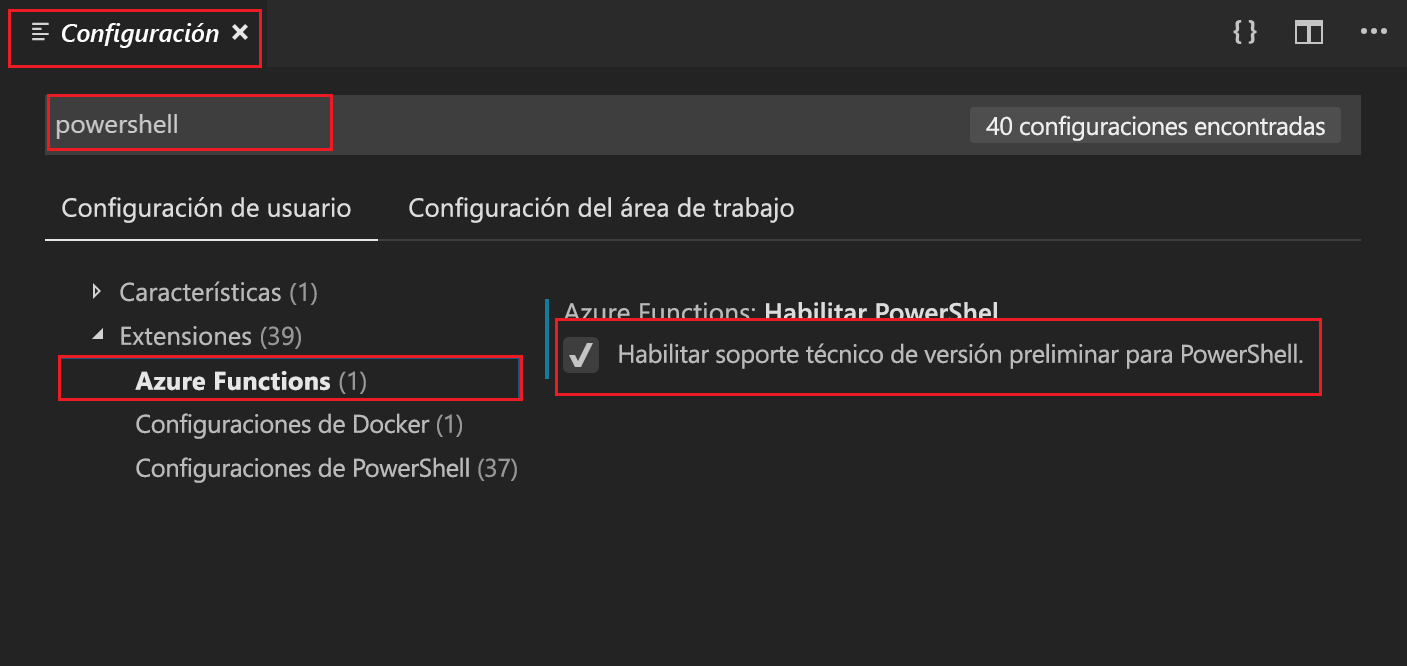 Configuración
powershell
40 configuraciones encontradas
Configuración de usuario
Configuración del área de trabajo
Características (1)
Extensiones (39)
Azure Functions (1)
Configuraciones de Docker (1)
Configuraciones de PowerShell (37)
Azure Functions: Habilitar PowerShel
Habilitar soporte técnico de versión preliminar para PowerShell.